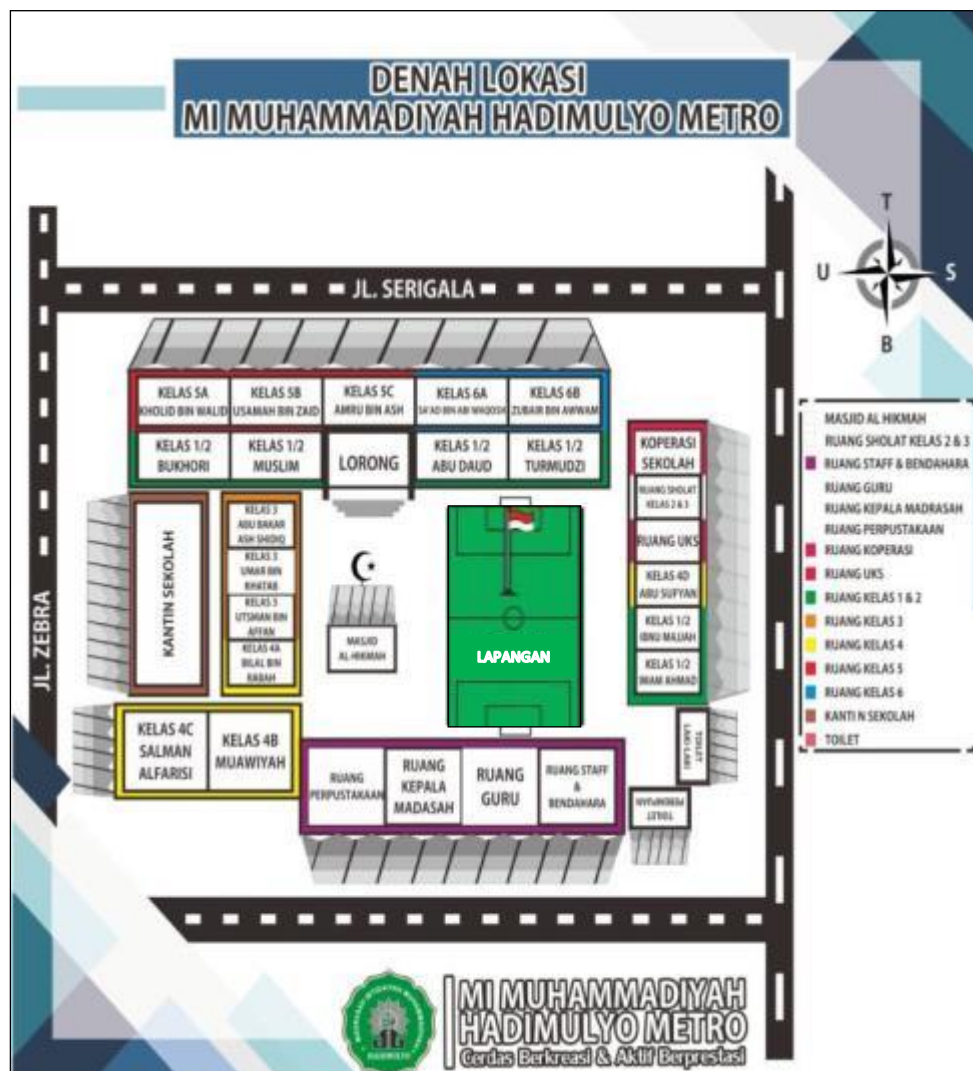 DENAH LOKASI
MI MUHAMMADIYAH HADIMULYO METRO
T
U
S
B
JL. SERIGALA
JL. ZEBRA
KELAS 5A
KHOLID BIN WALID
KELAS 5B
USAMAH BIN ZAID
KELAS 5C
AMRU BIN ASH
KELAS 6A
SA'AD BIN ABI WAQOSH
KELAS 6B
ZUBAIR BIN AWWAM
KELAS 1/2
BUKHORI
KELAS 1/2
MUSLIM
LORONG
KELAS 1/2
ABU DAUD
KELAS 1/2
TURMUDZI
KANTIN SEKOLAH
KELAS 3
ABU BAKAR
ASH SHIDIQ
KELAS 3
UMAR BIN
KHATAB
KELAS 3
UTSMAN BIN
AFFAN
KELAS 4A
BILAL BIN
RABAH
MASJID
AL-HIKMAH
LAPANGAN
KOPERASI
SEKOLAH
RUANG SHOLAT
KELAS 2 & 3
RUANG UKS
KELAS 4D
ABU SUFYAN
KELAS 1/2
IBNU MAJJAH
KELAS 1/2
IMAM AHMAD
TOILET
LAKI-LAKI
TOILET
PEREMPUAN
KELAS 4C
SALMAN
ALFARISI
KELAS 4B
MUAWIYAH
RUANG
PERPUSTAKAAN
RUANG
KEPALA
MADASAH
RUANG
GURU
RUANG STAFF
&
BENDAHARA
MASJID AL HIKMAH
RUANG SHOLAT KELAS 2 & 3
RUANG STAFF & BENDAHARA
RUANG GURU
RUANG KEPALA MADRASAH
RUANG PERPUSTAKAAN
RUANG KOPERASI
RUANG UKS
RUANG KELAS 1 & 2
RUANG KELAS 3
RUANG KELAS 4
RUANG KELAS 5
RUANG KELAS 6
KANTI N SEKOLAH
TOILET
MI MUHAMMADIYAH
HADIMULYO METRO
Cerdas Berkreasi & Aktif Berprestasi